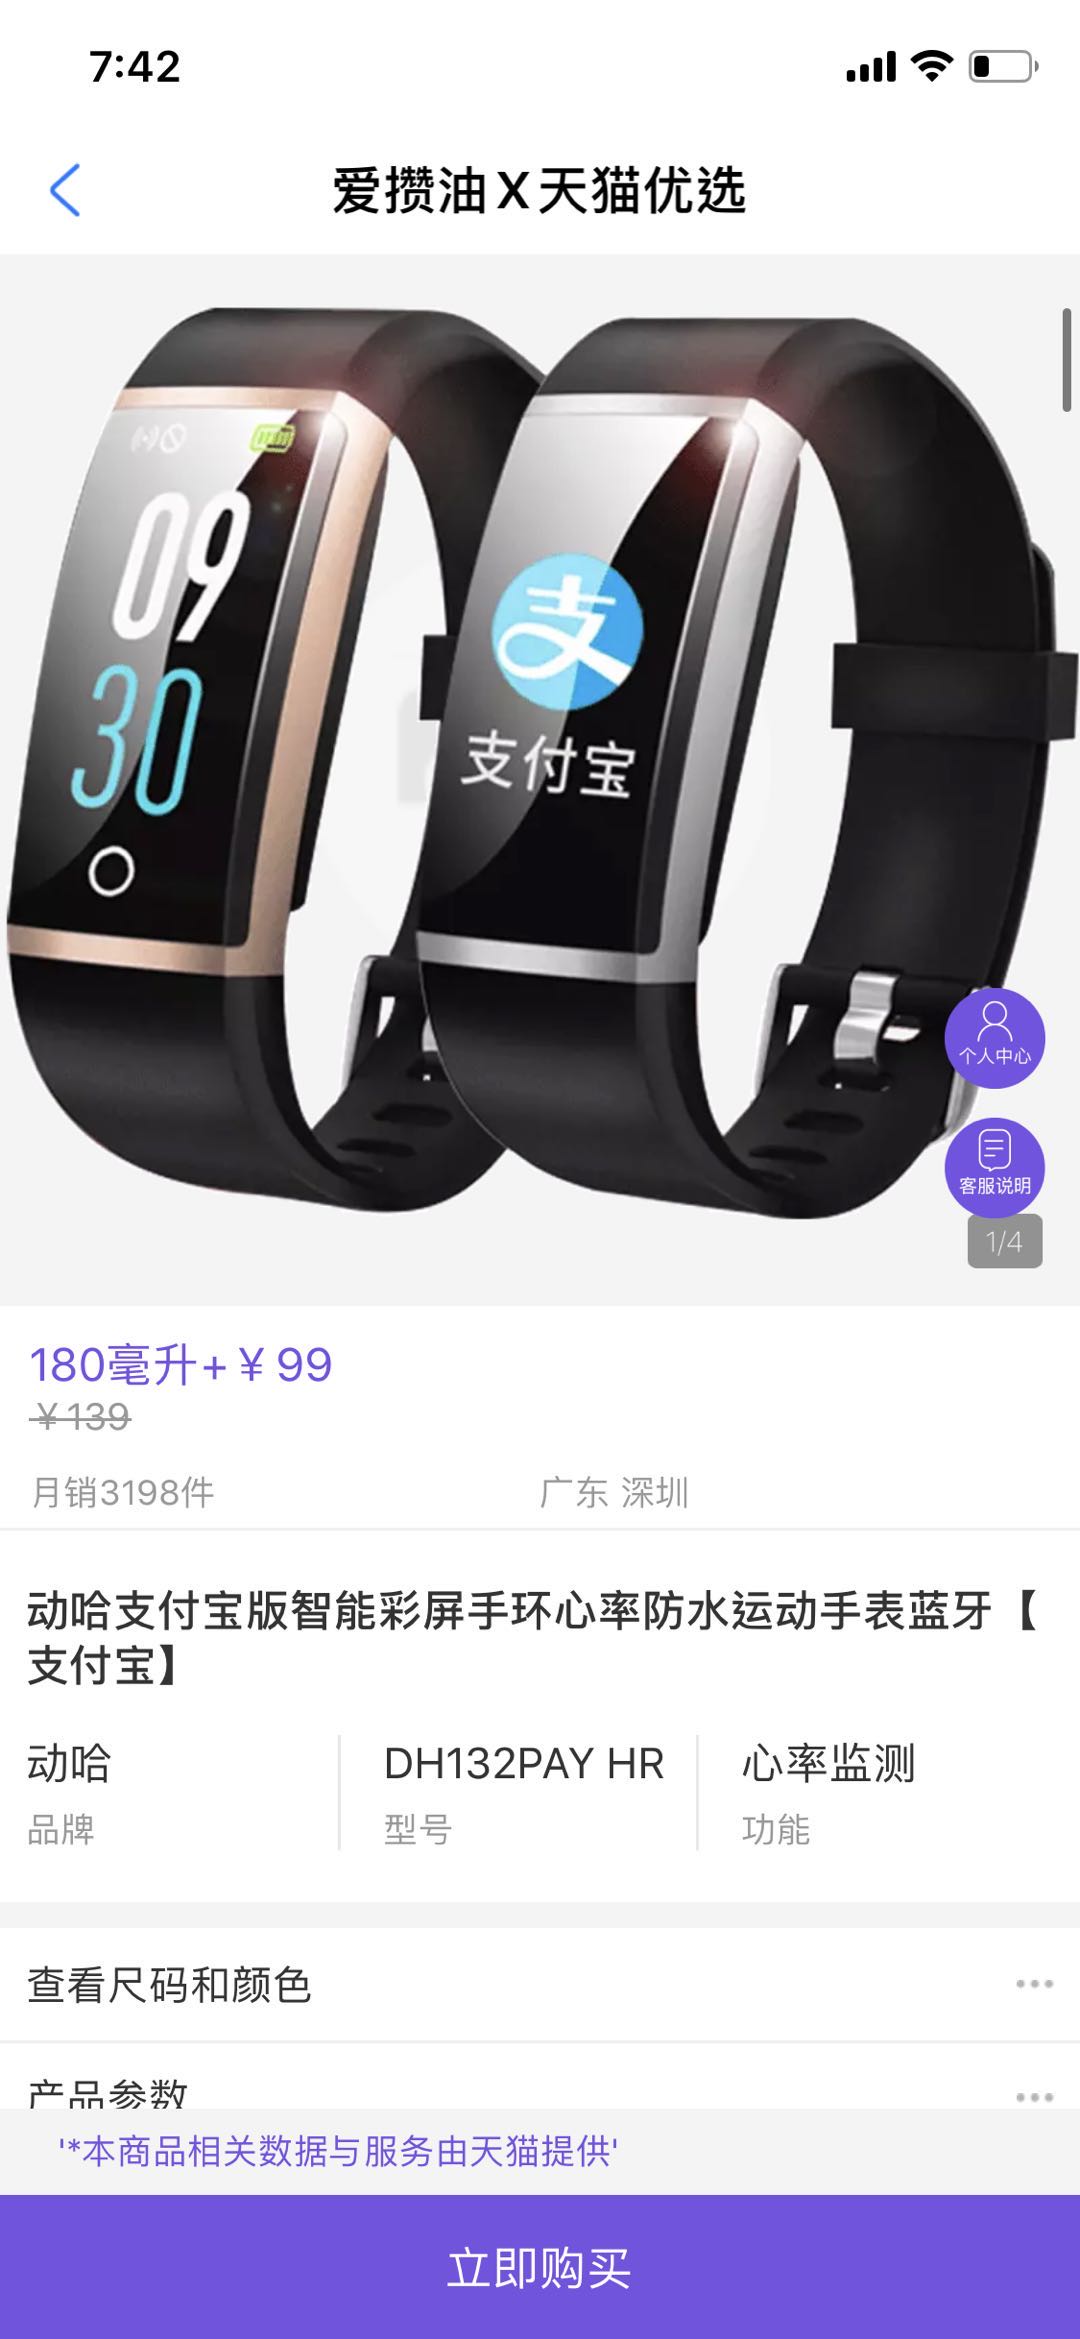 7:42
爱攒油X天猫优选
09
30
支付宝
个人中心
客服说明
1/4
180毫升+￥99
￥139
月销3198件
广东 深圳
动哈支付宝版智能彩屏手环心率防水运动手表蓝牙【
支付宝】
动哈
DH132PAY HR
心率监测
品牌
型号
功能
查看尺码和颜色
产品参数
'*本商品相关数据与服务由天猫提供'
立即购买